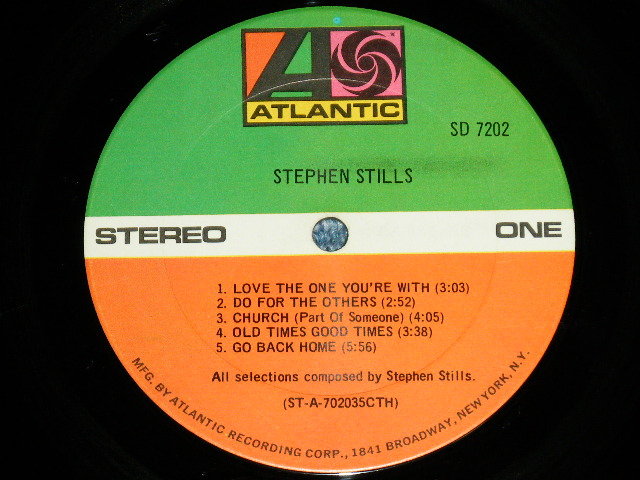 ATLANTIC
SD 7202
STEPHEN STILLS
STEREO
ONE
1. LOVE THE ONE YOU'RE WITH (3:03)
2. DO FOR THE OTHERS (2:52)
3. CHURCH (Part Of Someone) (4:05)
4. OLD TIMES GOOD TIMES (3:38)
5. GO BACK HOME (5:56)
All selections composed by Stephen Stills.
(ST-A-702035CTH)
MFG. BY ATLANTIC RECORDING CORP., 1841 BROADWAY, NEW YORK, N.Y.